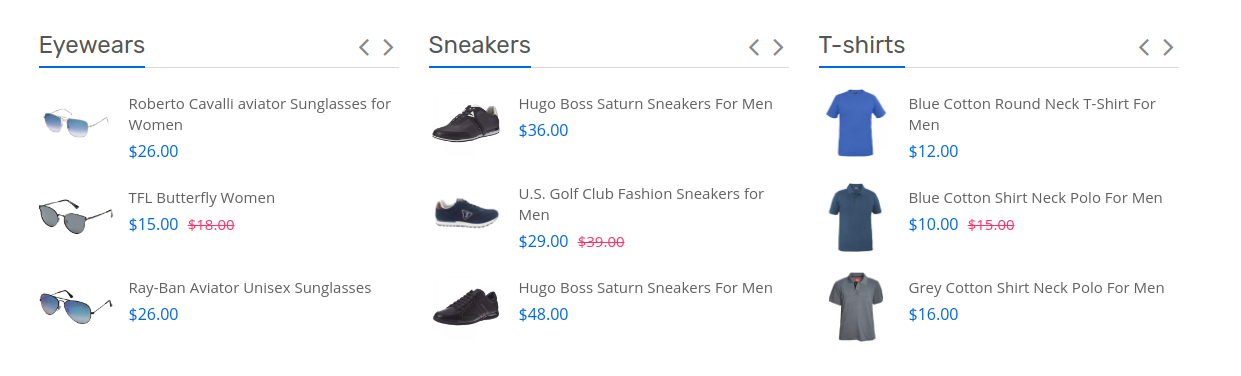 Eyewears
Roberto Cavalli aviator Sunglasses for
Women
$26.00
TFL Butterfly Women
$15.00 $18.00
Ray-Ban Aviator Unisex Sunglasses
$26.00
Sneakers
Hugo Boss Saturn Sneakers For Men
$36.00
U.S. Golf Club Fashion Sneakers for
Men
$29.00 $39.00
Hugo Boss Saturn Sneakers For Men
$48.00
T-shirts
Blue Cotton Round Neck T-Shirt For
Men
$12.00
Blue Cotton Shirt Neck Polo For Men
$10.00 $15.00
Grey Cotton Shirt Neck Polo For Men
$16.00